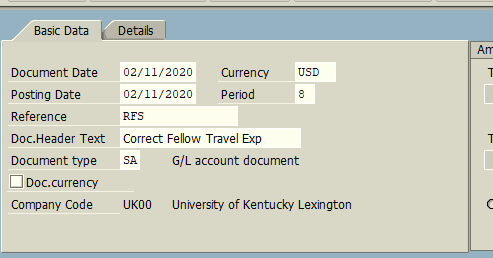 Basic Data Details
Document Date 02/11/2020 Currency USD
Posting Date 02/11/2020 Period 8
Reference RFS
Doc.Header Text Correct Fellow Travel Exp
Document type SA G/L account document
Doc.currency
Company Code UK00 University of Kentucky Lexington